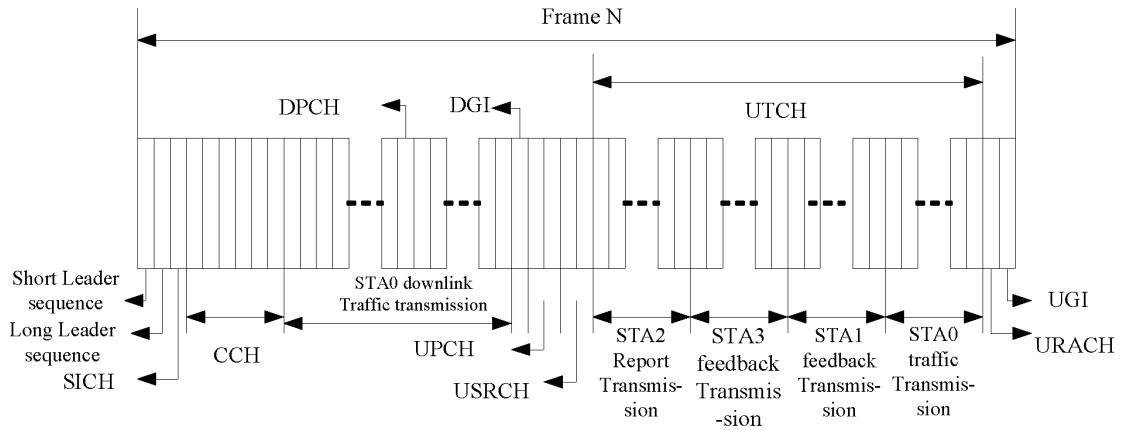 Frame N
UTCH
DPCH
DGI
Short Leader
sequence
Long Leader
sequence
SICH
CCH
STA0 downlink
Traffic transmission
UPCH
USRCH
STA2
Report
Transmis-
sion
STA3
feedback
Transmis
-sion
STA1
feedback
Transmis-
sion
STA0
traffic
Transmis-
sion
UGI
URACH